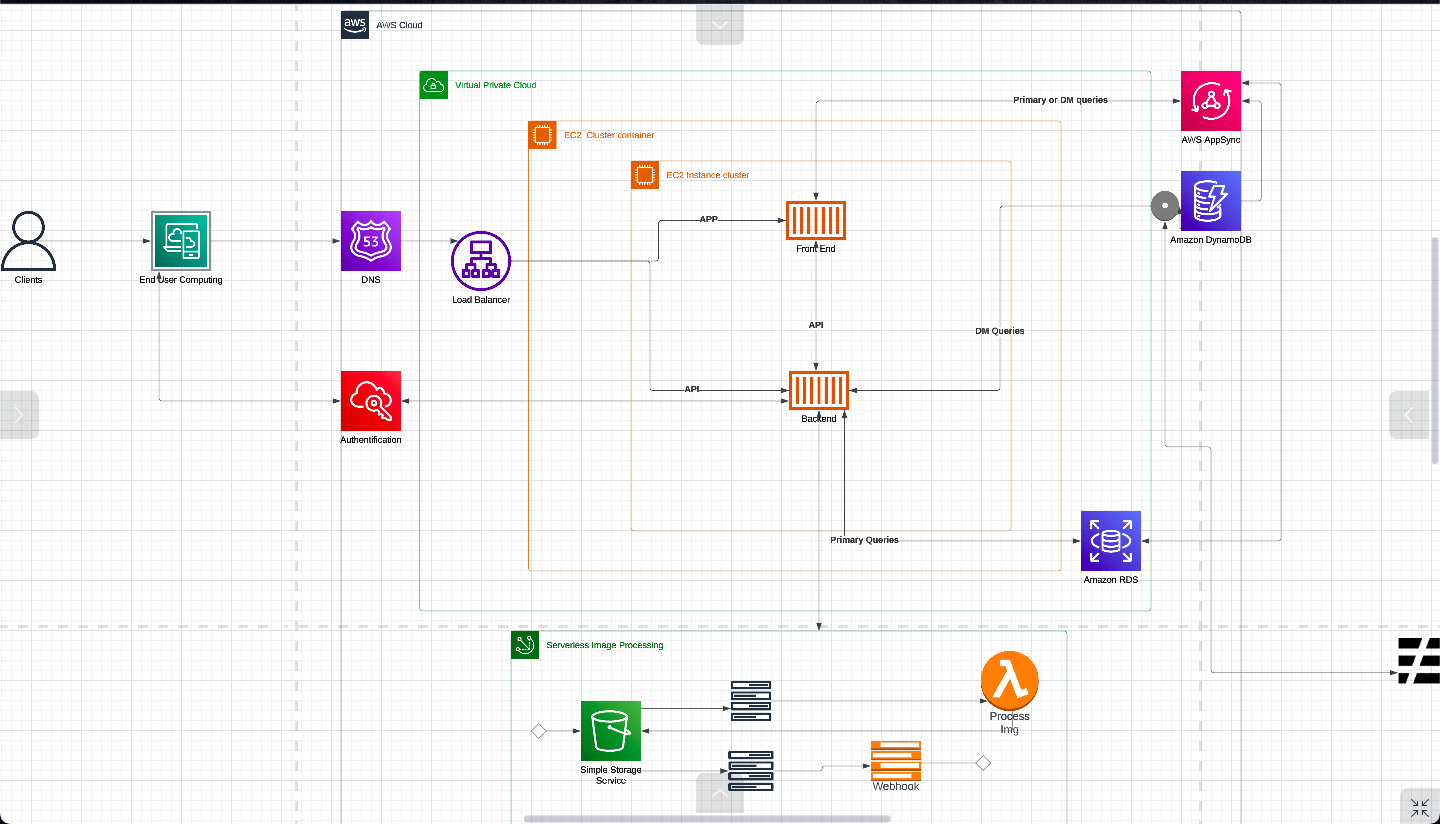 aws
AWS Cloud
Virtual Private Cloud
Primary or DM queries
EC2 Cluster container
AWS AppSync
EC2 Instance cluster
APP
53
Front End
Amazon DynamoDB
Clients
End User Computing
DNS
Load Balancer
API
DM Queries
API
Backend
Authentification
Primary Queries
Amazon RDS
Serverless Image Processing
Process
Img
Simple Storage
Service
Webhook